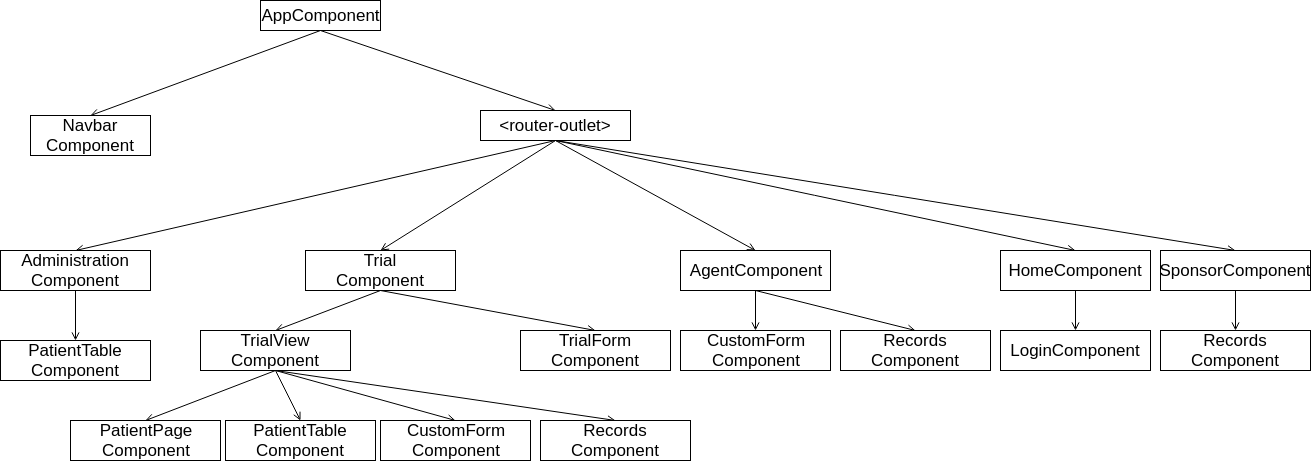 AppComponent
Navbar
Component
<router-outlet>
Administration
Component
Trial
Component
AgentComponent
HomeComponent
SponsorComponent
PatientTable
Component
TrialView
Component
TrialForm
Component
CustomForm
Component
Records
Component
LoginComponent
Records
Component
PatientPage
Component
PatientTable
Component
CustomForm
Component
Records
Component